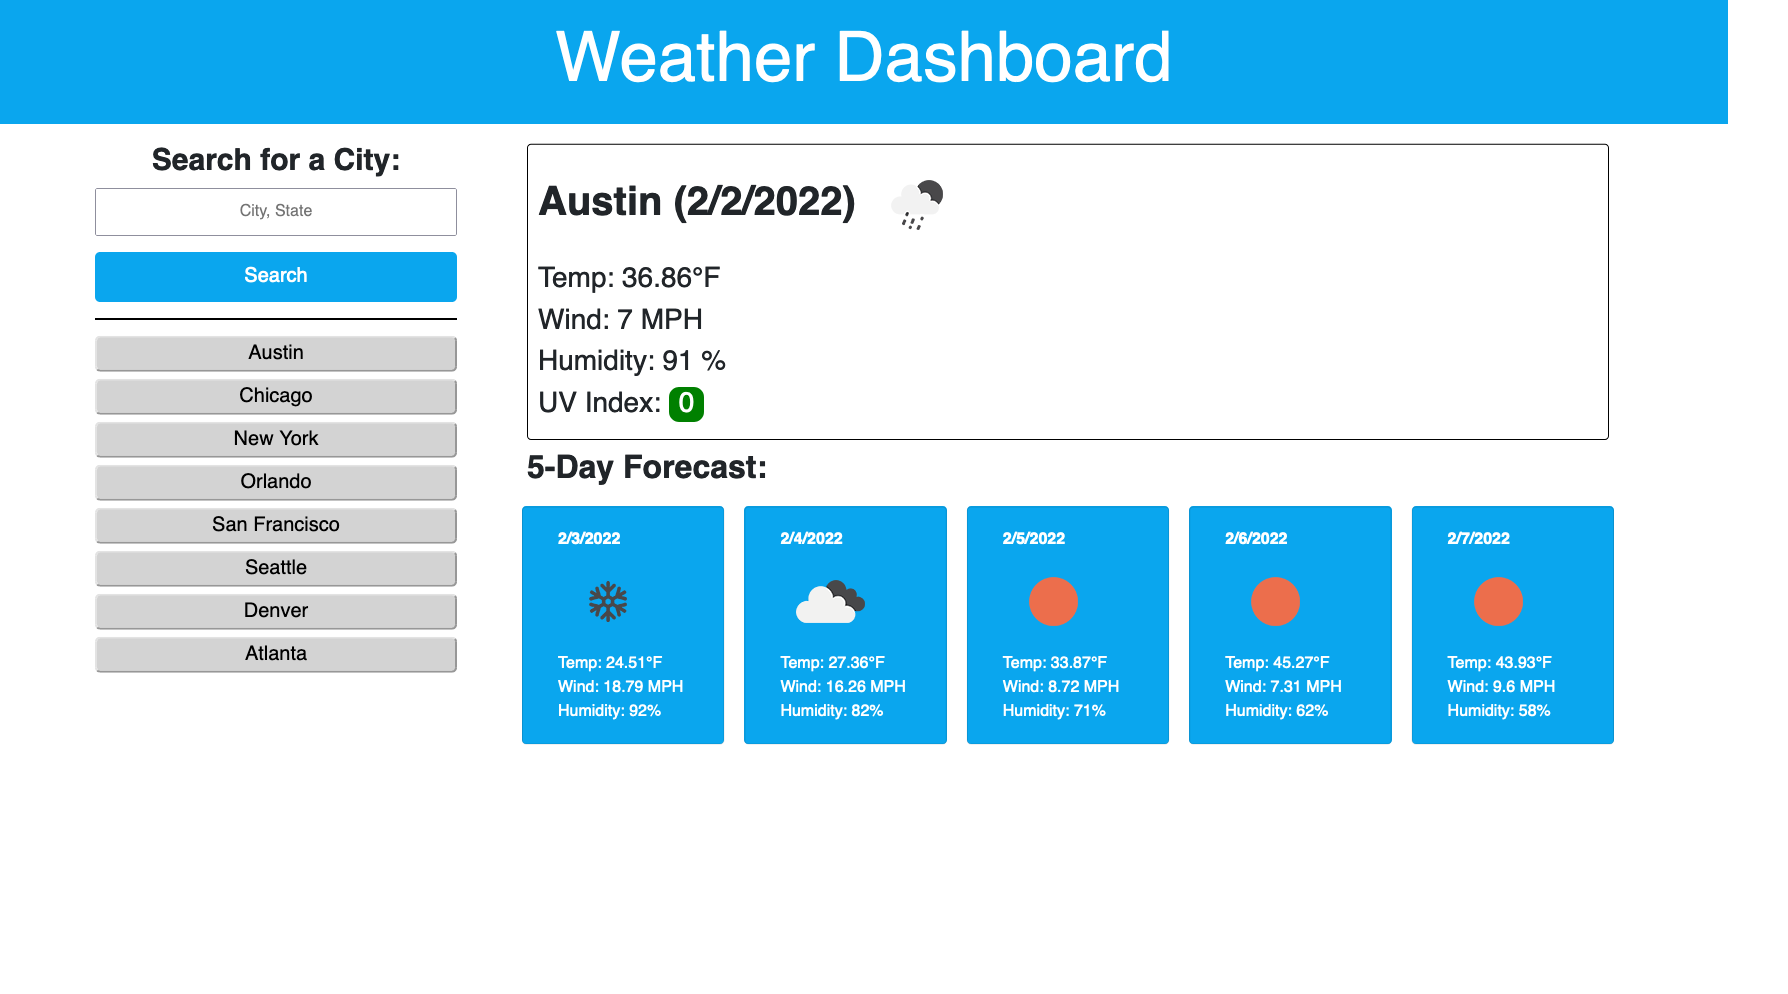 Weather Dashboard
Search for a City:
City, State
Search
Austin
Chicago
New York
Orlando
San Francisco
Seattle
Denver
Atlanta
Austin (2/2/2022)
Temp: 36.86°F
Wind: 7 MPH
Humidity: 91 %
UV Index: 0
5-Day Forecast:
2/3/2022
Temp: 24.51°F
Wind: 18.79 MPH
Humidity: 92%
2/4/2022
Temp: 27.36°F
Wind: 16.26 MPH
Humidity: 82%
2/5/2022
Temp: 33.87°F
Wind: 8.72 MPH
Humidity: 71%
2/6/2022
Temp: 45.27°F
Wind: 7.31 MPH
Humidity: 62%
2/7/2022
Temp: 43.93°F
Wind: 9.6 MPH
Humidity: 58%